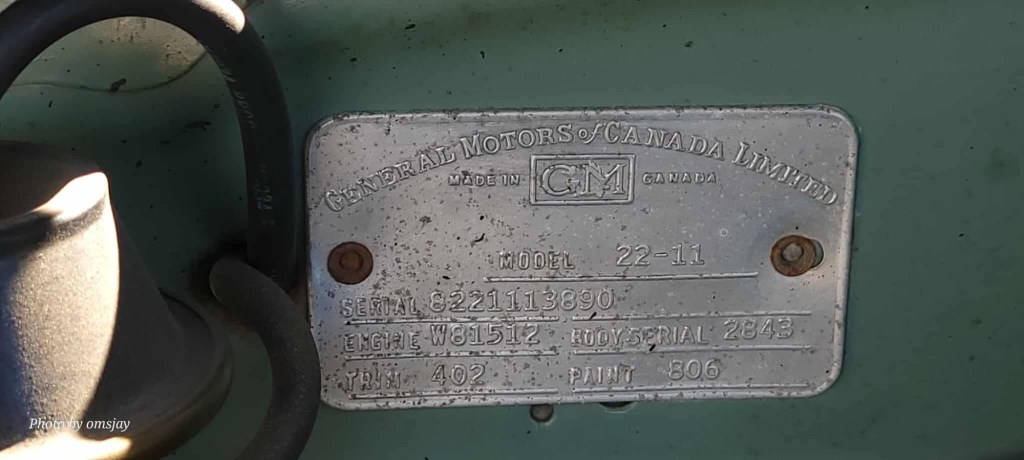 GENERAL MOTORS of CANADA LIMITED
MADE IN GM CANADA
MODEL 22-11
SERIAL 8221113890
ENGINE W81512 BODY SERIAL 2843
TRIM 402 PAINT 806
Photo by omsjay